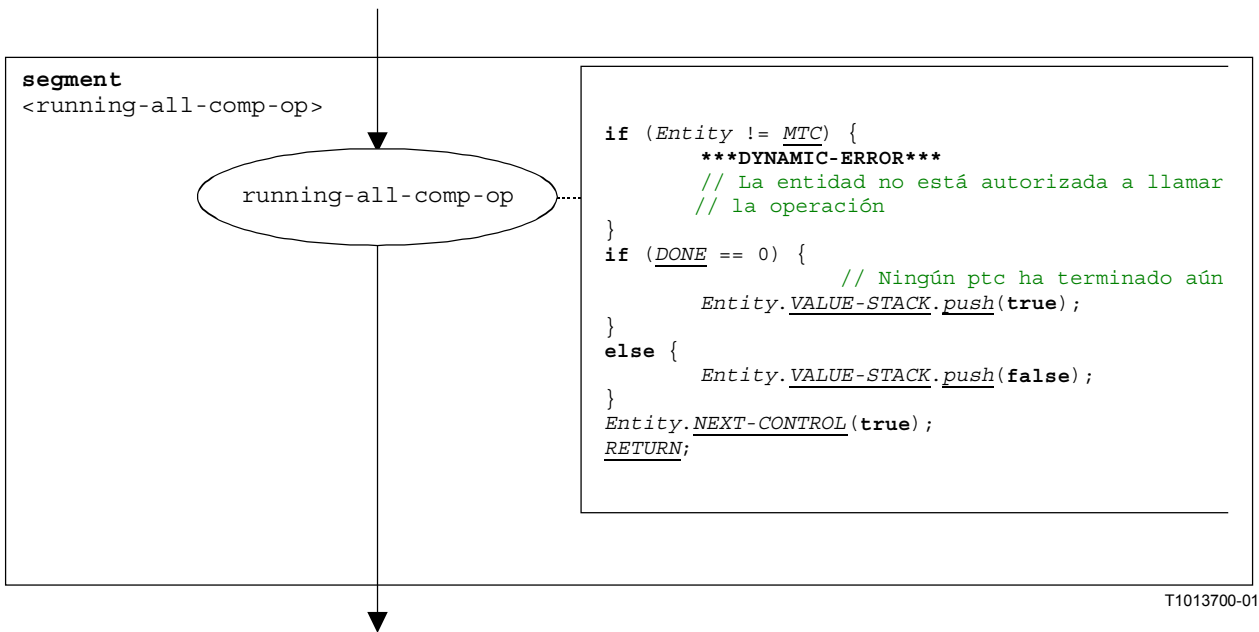 segment
<running-all-comp-op>
running-all-comp-op
if (Entity != MTC) {
***DYNAMIC-ERROR***
// La entidad no está autorizada a llamar
// la operación
}
if (DONE == 0) {
// Ningún ptc ha terminado aún
Entity.VALUE-STACK.push(true);
}
else {
Entity.VALUE-STACK.push(false);
}
Entity.NEXT-CONTROL(true);
RETURN;
T1013700-01